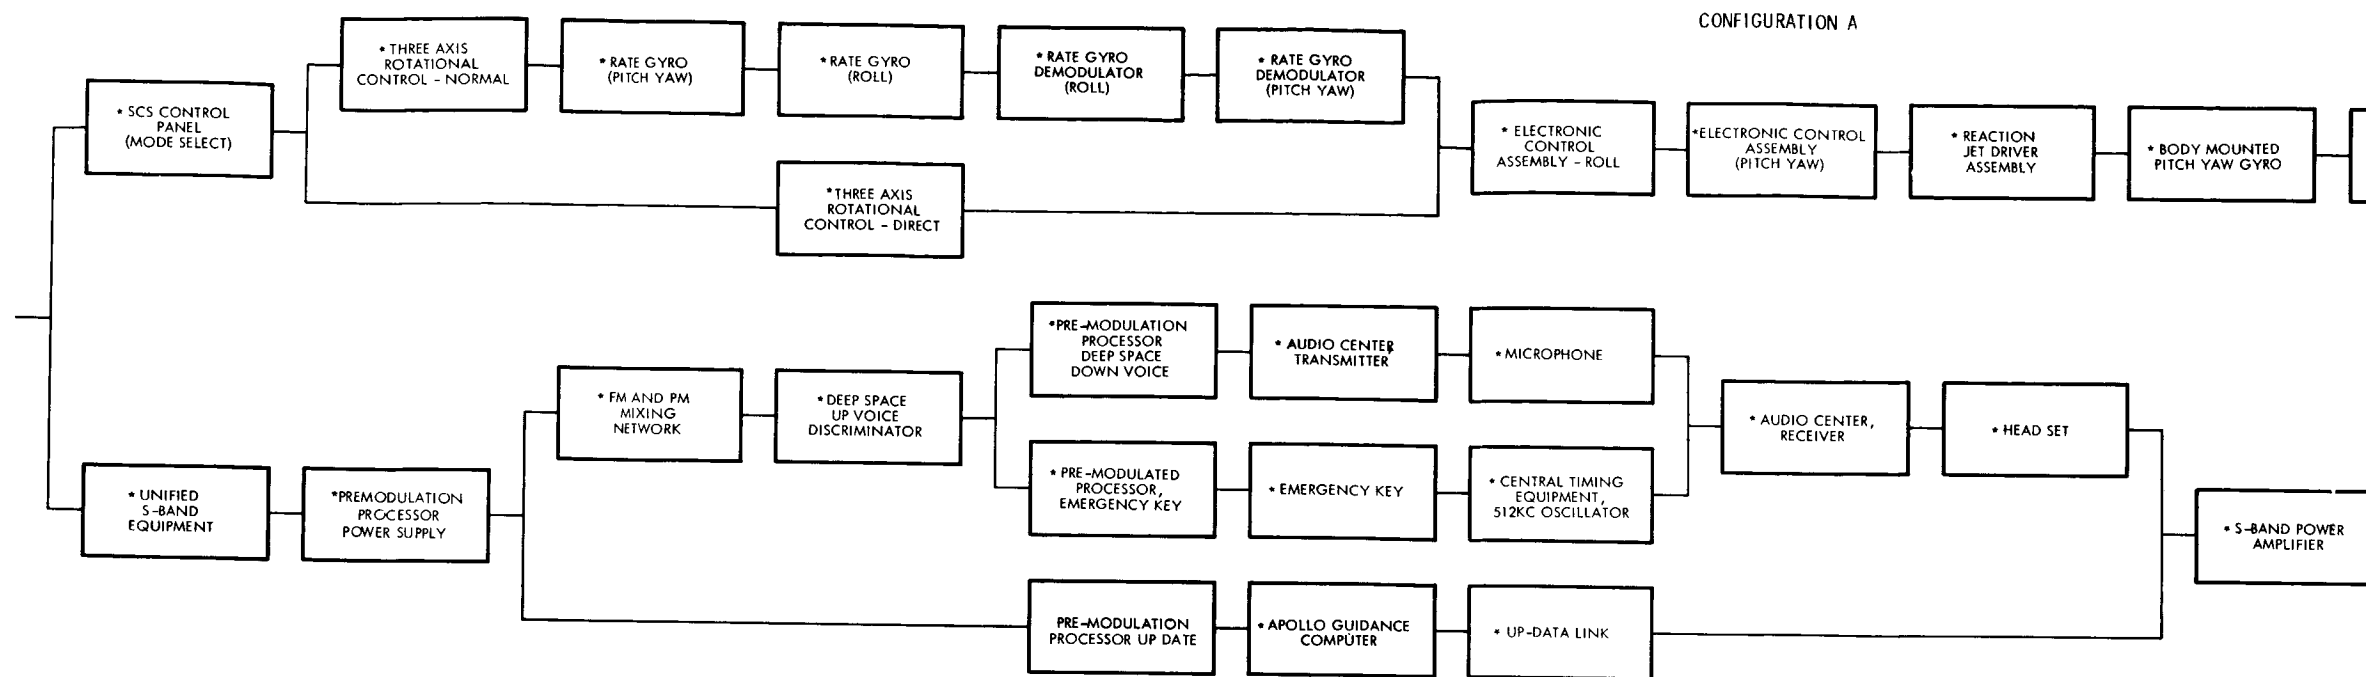 CONFIGURATION A
* THREE AXIS
ROTATIONAL
CONTROL - NORMAL
* RATE GYRO
(PITCH YAW)
* RATE GYRO
(ROLL)
* RATE GYRO
DEMODULATOR
(ROLL)
* RATE GYRO
DEMODULATOR
(PITCH YAW)
* SCS CONTROL
PANEL
(MODE SELECT)
* THREE AXIS
ROTATIONAL
CONTROL - DIRECT
* ELECTRONIC
CONTROL
ASSEMBLY - ROLL
*ELECTRONIC CONTROL
ASSEMBLY
(PITCH YAW)
* REACTION
JET DRIVER
ASSEMBLY
* BODY MOUNTED
PITCH YAW GYRO
*PRE-MODULATION
PROCESSOR
DEEP SPACE
DOWN VOICE
* AUDIO CENTER
TRANSMITTER
* MICROPHONE
* FM AND PM
MIXING
NETWORK
* DEEP SPACE
UP VOICE
DISCRIMINATOR
* AUDIO CENTER,
RECEIVER
* HEAD SET
* UNIFIED
S-BAND
EQUIPMENT
*PREMODULATION
PROCESSOR
POWER SUPPLY
* PRE-MODULATED
PROCESSOR,
EMERGENCY KEY
* EMERGENCY KEY
* CENTRAL TIMING
EQUIPMENT,
512KC OSCILLATOR
* S-BAND POWER
AMPLIFIER
PRE-MODULATION
PROCESSOR UP DATE
* APOLLO GUIDANCE
COMPUTER
* UP-DATA LINK